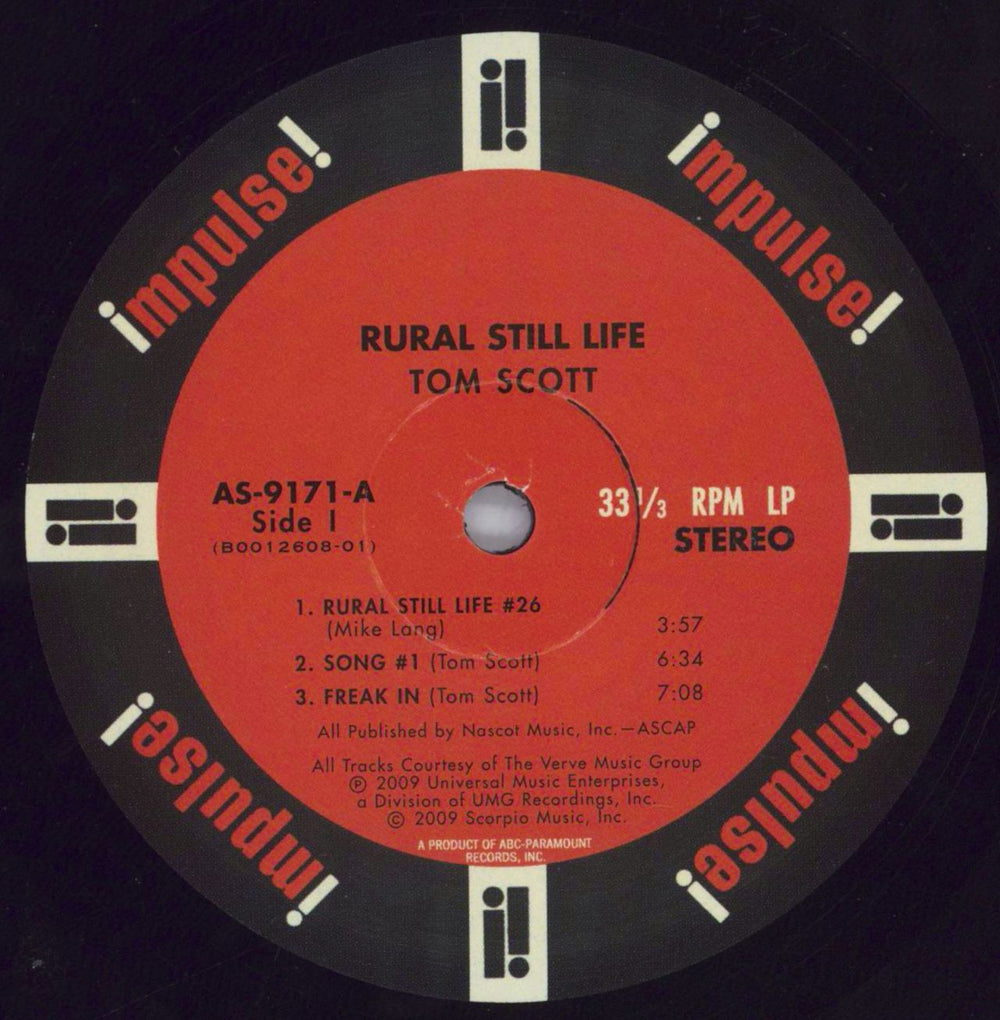 impulse!
impulse!
RURAL STILL LIFE
TOM SCOTT
AS-9171-A
Side 1
(B0012608-01)
33 1/3 RPM LP
STEREO
1. RURAL STILL LIFE #26
(Mike Lang) 3:57
2. SONG #1 (Tom Scott) 6:34
3. FREAK IN (Tom Scott) 7:08
All Published by Nascot Music, Inc.—ASCAP
All Tracks Courtesy of The Verve Music Group
℗ 2009 Universal Music Enterprises,
a Division of UMG Recordings, Inc.
© 2009 Scorpio Music, Inc.
A PRODUCT OF ABC-PARAMOUNT
RECORDS, INC.
impulse!
impulse!